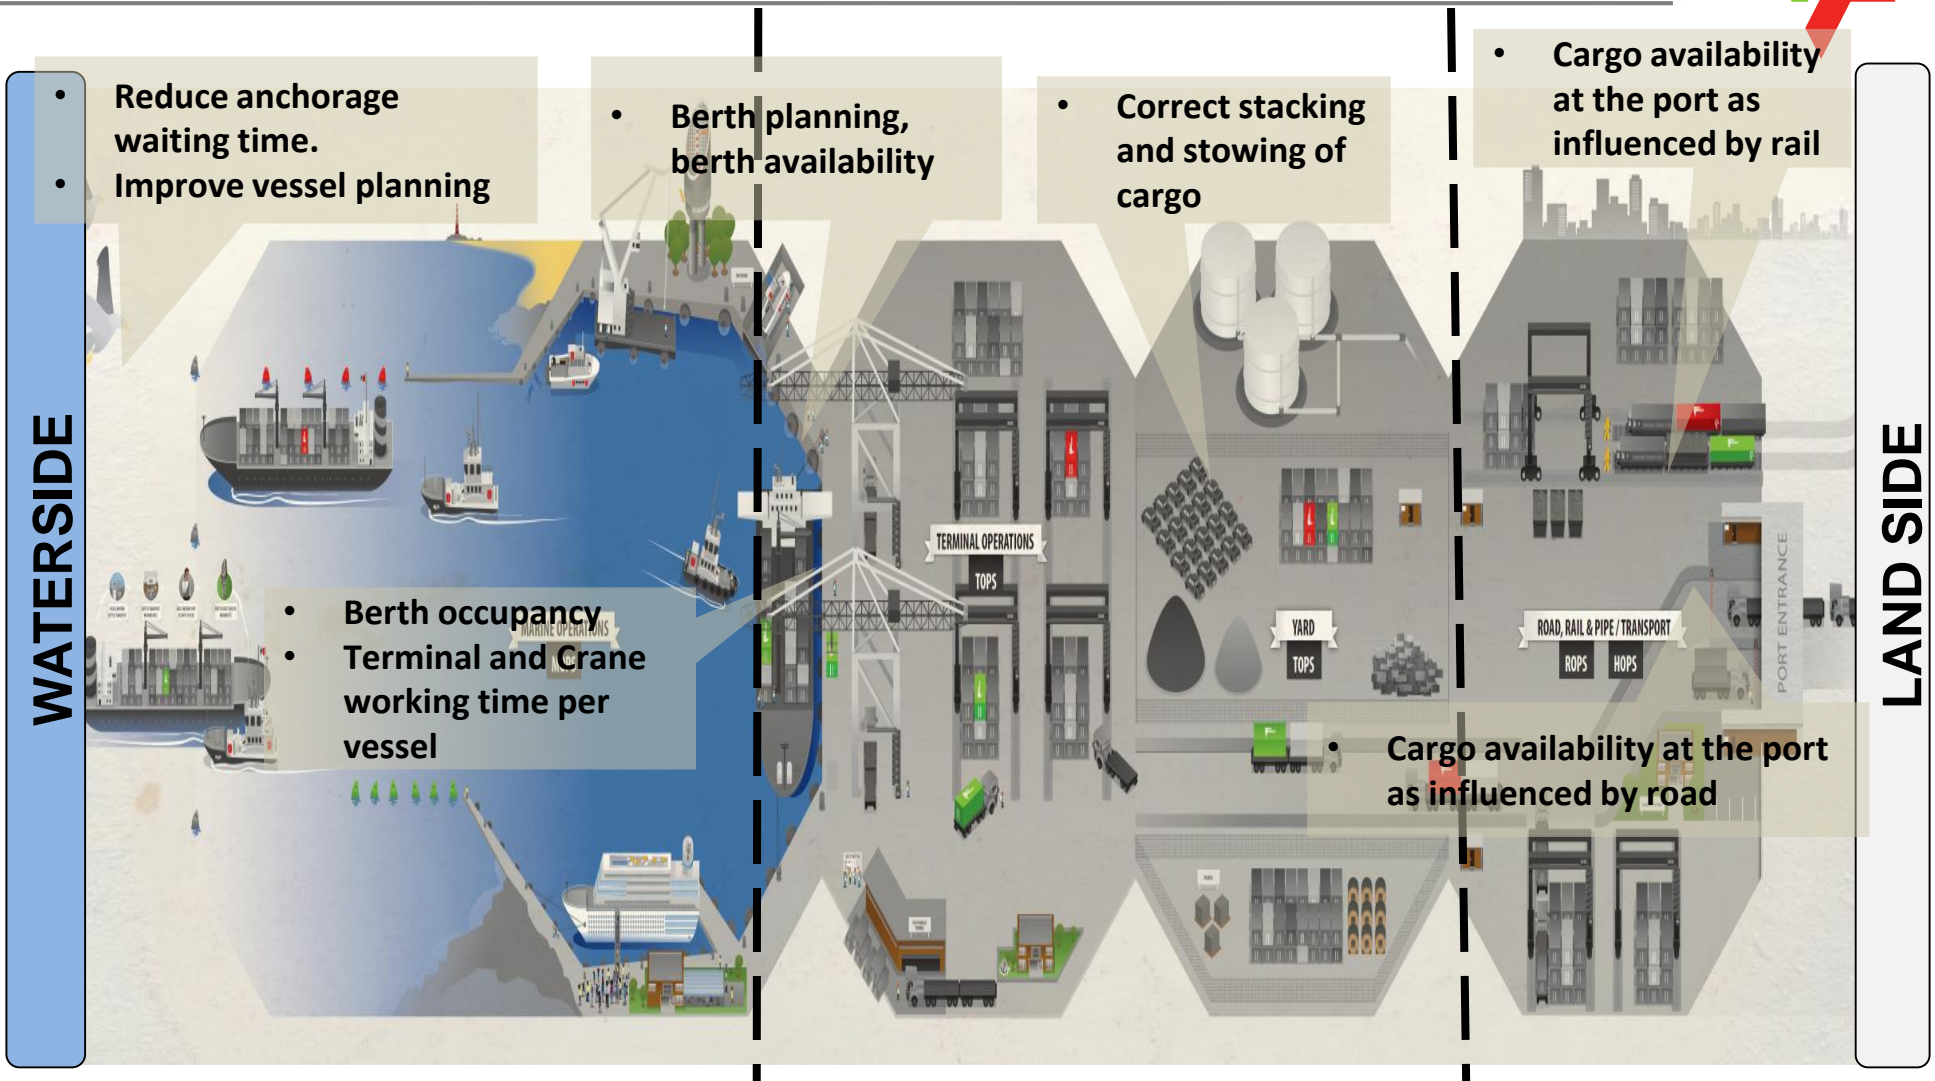 WATERSIDE
• Reduce anchorage
waiting time.
• Improve vessel planning
• Berth planning,
berth availability
• Correct stacking
and stowing of
cargo
• Cargo availability
at the port as
influenced by rail
• Berth occupancy
• Terminal and Crane
working time per
vessel
MARINE OPERATIONS
TERMINAL OPERATIONS
TOPS
YARD
TOPS
ROAD, RAIL & PIPE / TRANSPORT
ROPS HOPS
PORT ENTRANCE
• Cargo availability at the port
as influenced by road
LAND SIDE